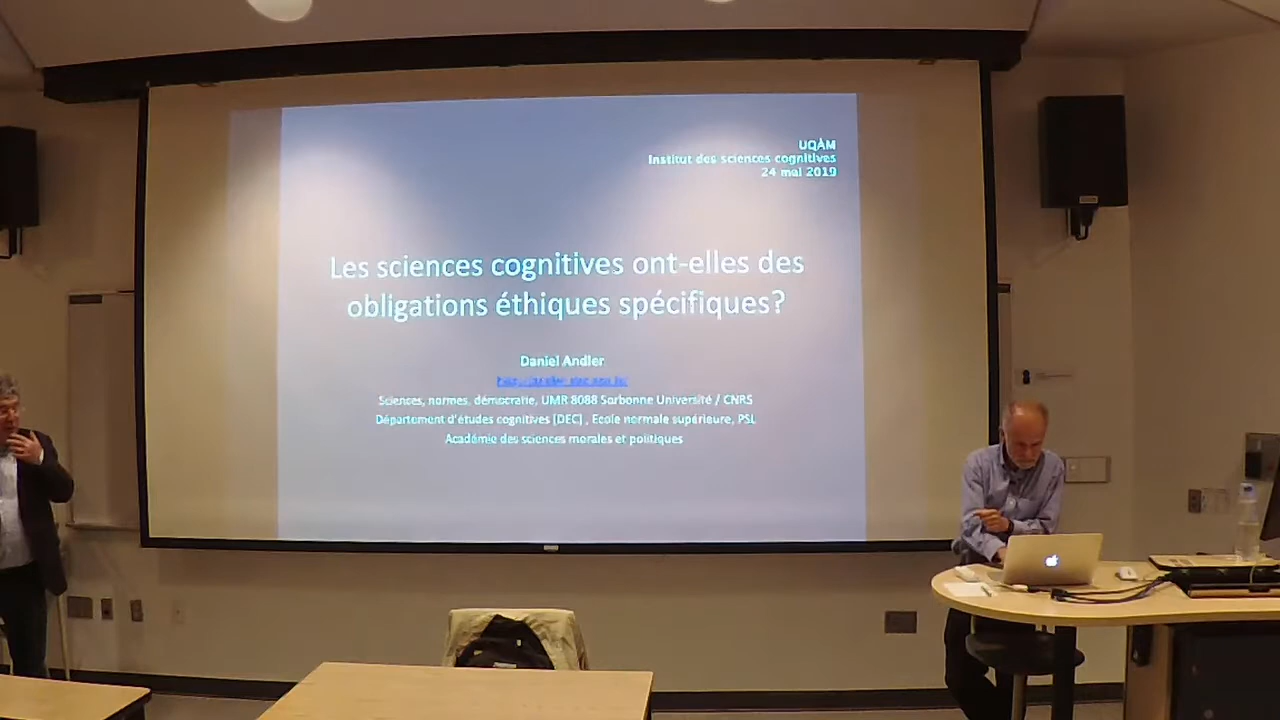 UQÀM
Institut des sciences cognitives
24 mai 2019
Les sciences cognitives ont-elles des
obligations éthiques spécifiques?
Daniel Andler
Sciences, normes, démocratie, UMR 8088 Sorbonne Université / CNRS
Département d'études cognitives [DEC] , Ecole normale supérieure, PSL
Académie des sciences morales et politiques